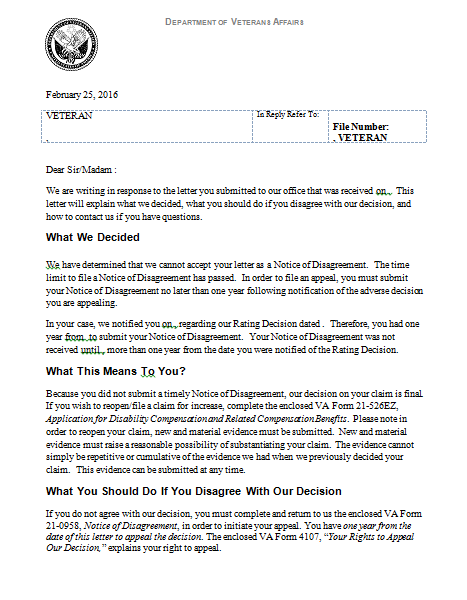 DEPARTMENT OF VETERANS AFFAIRS
February 25, 2016
VETERAN
.
In Reply Refer To:
File Number:
, VETERAN
Dear Sir/Madam :
We are writing in response to the letter you submitted to our office that was received on , . This
letter will explain what we decided, what you should do if you disagree with our decision, and
how to contact us if you have questions.
What We Decided
We have determined that we cannot accept your letter as a Notice of Disagreement. The time
limit to file a Notice of Disagreement has passed. In order to file an appeal, you must submit
your Notice of Disagreement no later than one year following notification of the adverse decision
you are appealing.
In your case, we notified you on , regarding our Rating Decision dated . Therefore, you had one
year from , to submit your Notice of Disagreement. Your Notice of Disagreement was not
received until , more than one year from the date you were notified of the Rating Decision.
What This Means To You?
Because you did not submit a timely Notice of Disagreement, our decision on your claim is final.
If you wish to reopen/file a claim for increase, complete the enclosed VA Form 21-526EZ,
Application for Disability Compensation and Related Compensation Benefits. Please note in
order to reopen your claim, new and material evidence must be submitted. New and material
evidence must raise a reasonable possibility of substantiating your claim. The evidence cannot
simply be repetitive or cumulative of the evidence we had when we previously decided your
claim. This evidence can be submitted at any time.
What You Should Do If You Disagree With Our Decision
If you do not agree with our decision, you must complete and return to us the enclosed VA Form
21-0958, Notice of Disagreement, in order to initiate your appeal. You have one year from the
date of this letter to appeal the decision. The enclosed VA Form 4107, “Your Rights to Appeal
Our Decision,” explains your right to appeal.